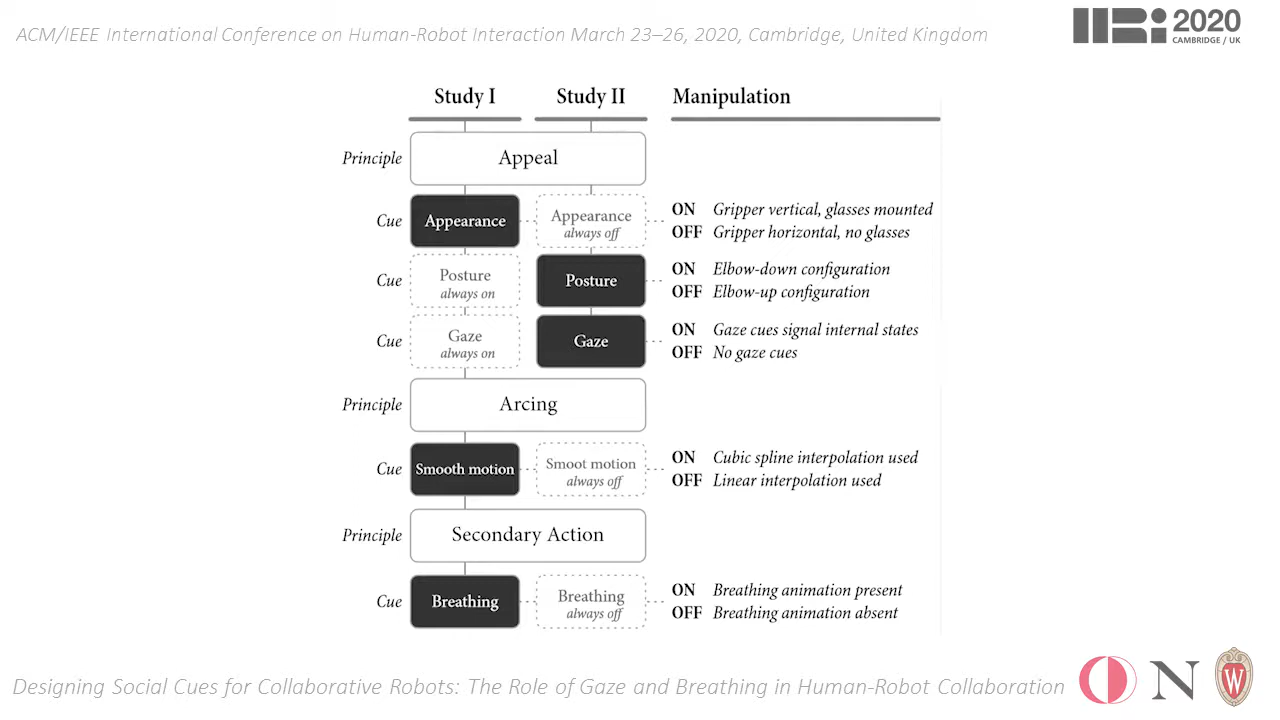 ACM/IEEE International Conference on Human-Robot Interaction March 23–26, 2020, Cambridge, United Kingdom
HRi 2020
CAMBRIDGE / UK
Study I Study II Manipulation
Principle Appeal
Cue Appearance Appearance always off ON Gripper vertical, glasses mounted
OFF Gripper horizontal, no glasses
Cue Posture always on Posture ON Elbow-down configuration
OFF Elbow-up configuration
Cue Gaze always on Gaze ON Gaze cues signal internal states
OFF No gaze cues
Principle Arcing
Cue Smooth motion Smoot motion always off ON Cubic spline interpolation used
OFF Linear interpolation used
Principle Secondary Action
Cue Breathing Breathing always off ON Breathing animation present
OFF Breathing animation absent
Designing Social Cues for Collaborative Robots: The Role of Gaze and Breathing in Human-Robot Collaboration
N W